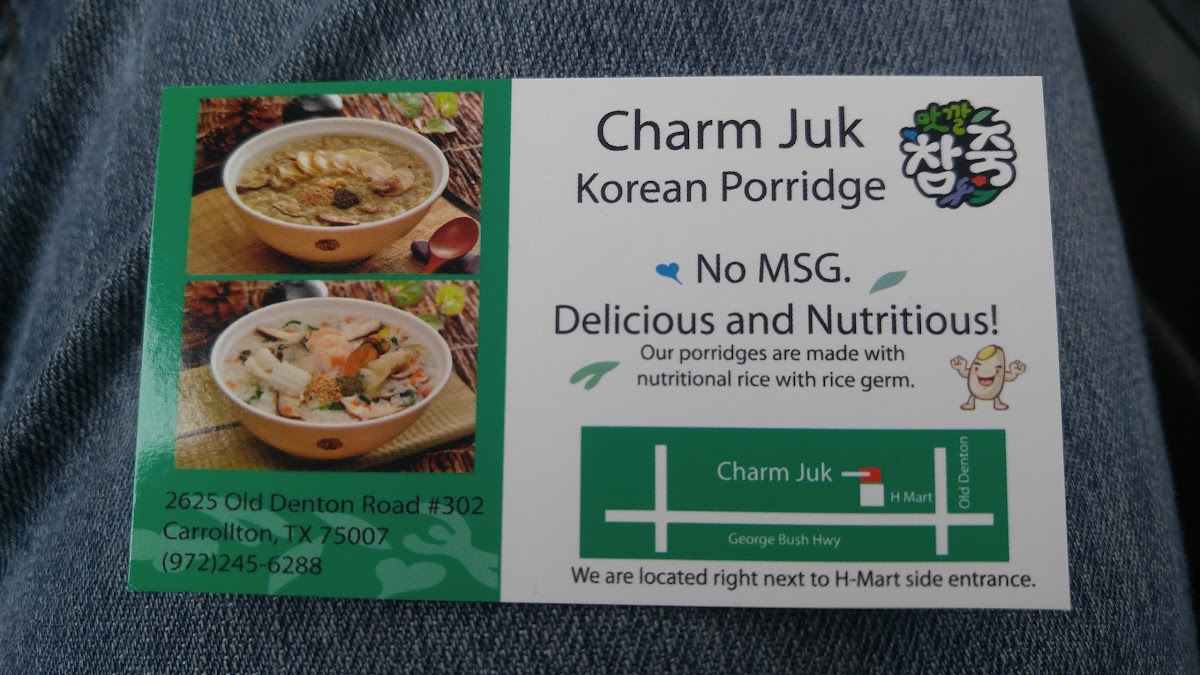 2625 Old Denton Road #302
Carrollton, TX 75007
(972)245-6288
Charm Juk
Korean Porridge
맛깔
참죽
No MSG.
Delicious and Nutritious!
Our porridges are made with
nutritional rice with rice germ.
Charm Juk
H Mart
Old Denton
George Bush Hwy
We are located right next to H-Mart side entrance.